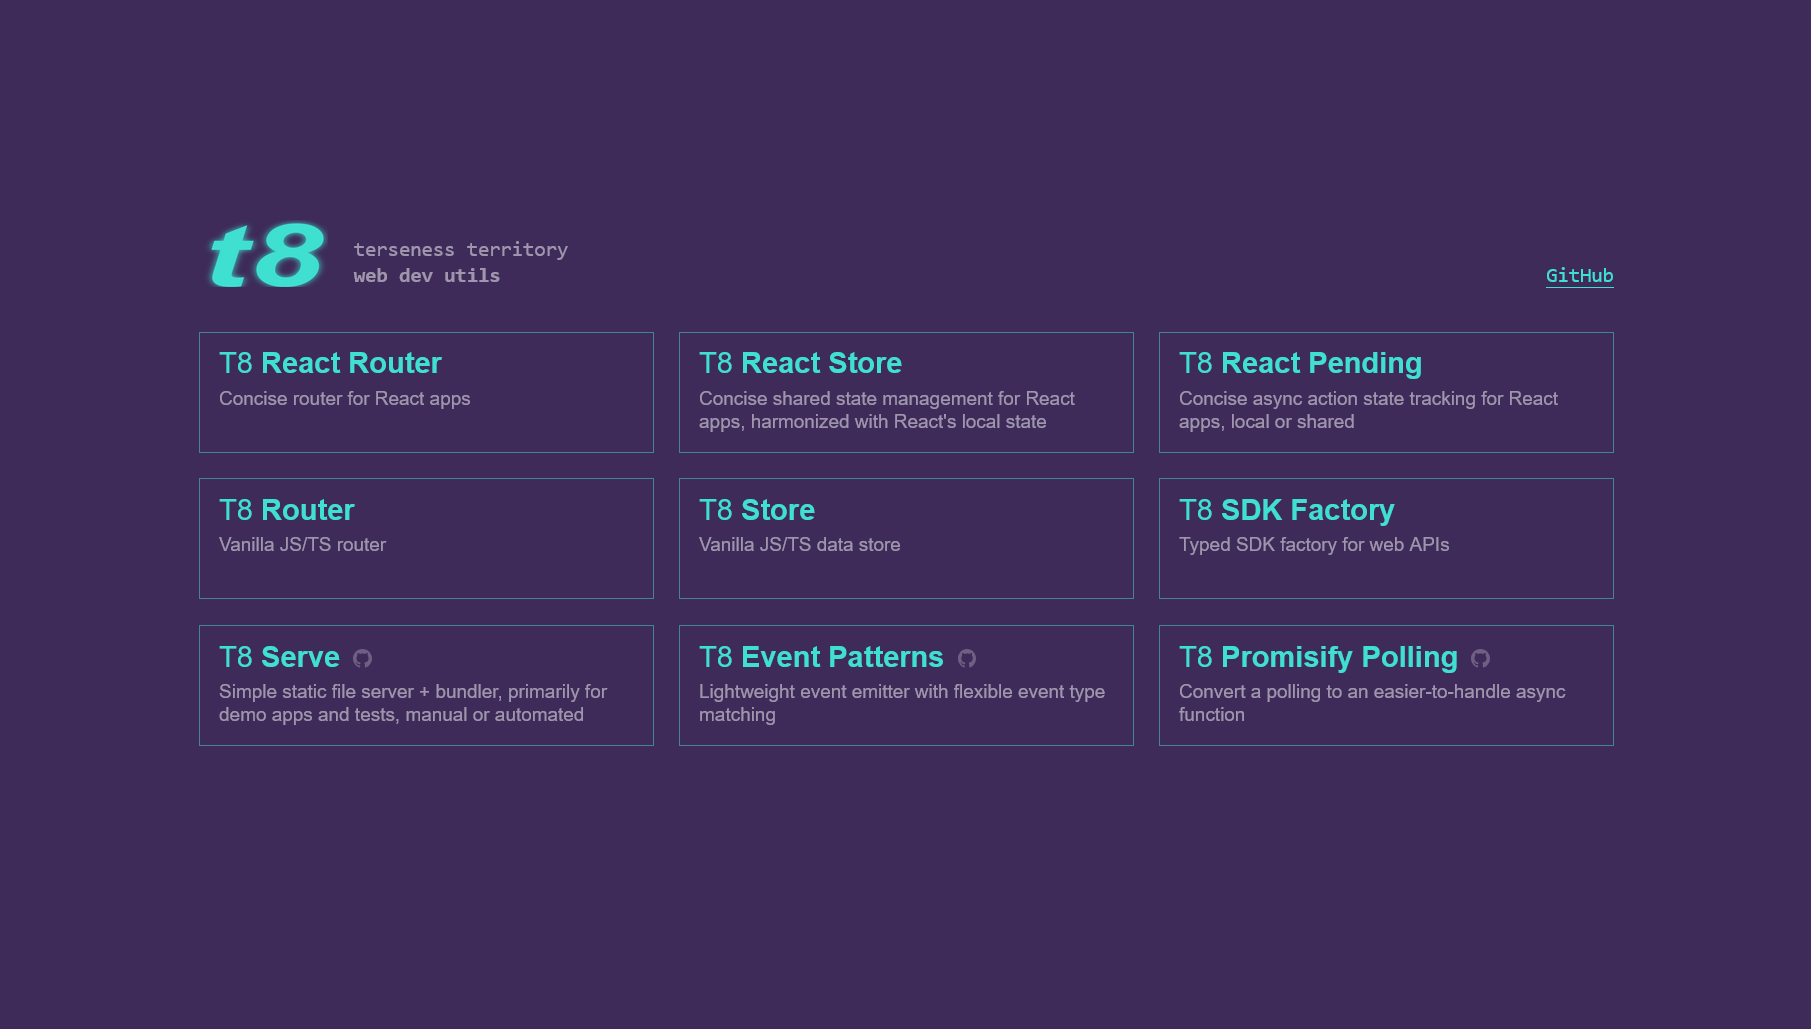 t8
terseness territory
web dev utils
GitHub
T8 React Router
Concise router for React apps
T8 React Store
Concise shared state management for React
apps, harmonized with React's local state
T8 React Pending
Concise async action state tracking for React
apps, local or shared
T8 Router
Vanilla JS/TS router
T8 Store
Vanilla JS/TS data store
T8 SDK Factory
Typed SDK factory for web APIs
T8 Serve
Simple static file server + bundler, primarily for
demo apps and tests, manual or automated
T8 Event Patterns
Lightweight event emitter with flexible event type
matching
T8 Promisify Polling
Convert a polling to an easier-to-handle async
function